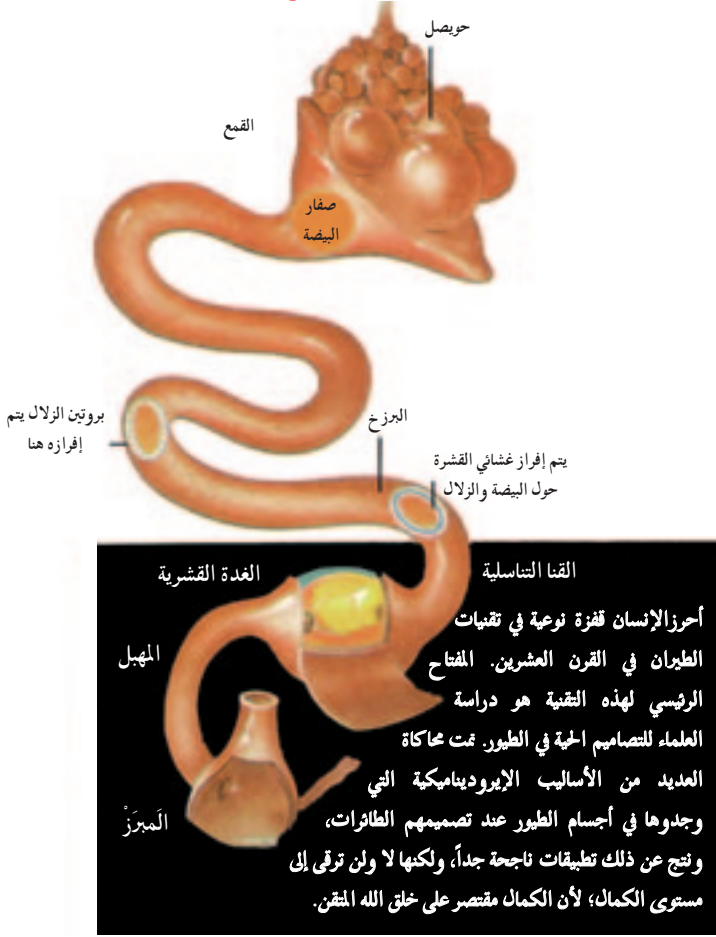 حويصل
القمع
صفار
البيضة
بروتين الزلال يتم
إفرازه هنا
البرزخ
يتم إفراز غشائي القشرة
حول البيضة والزلال
القنا التناسلية
الغدة القشرية
المهبل
الَمبرَزْ
أحرزالإنسان قفزة نوعية في تقنيات
الطيران في القرن العشرين. المفتاح
الرئيسي لهذه التقنية هو دراسة
العلماء للتصاميم الحية في الطيور. تمت محاكاة
العديد من الأساليب الإيروديناميكية التي
وجدوها في أجسام الطيور عند تصميمهم الطائرات،
ونتج عن ذلك تطبيقات ناجحة جداً، ولكنها لا ولن ترقى إلى
مستوى الكمال؛ لأن الكمال مقتصر على خلق الله المتقن.